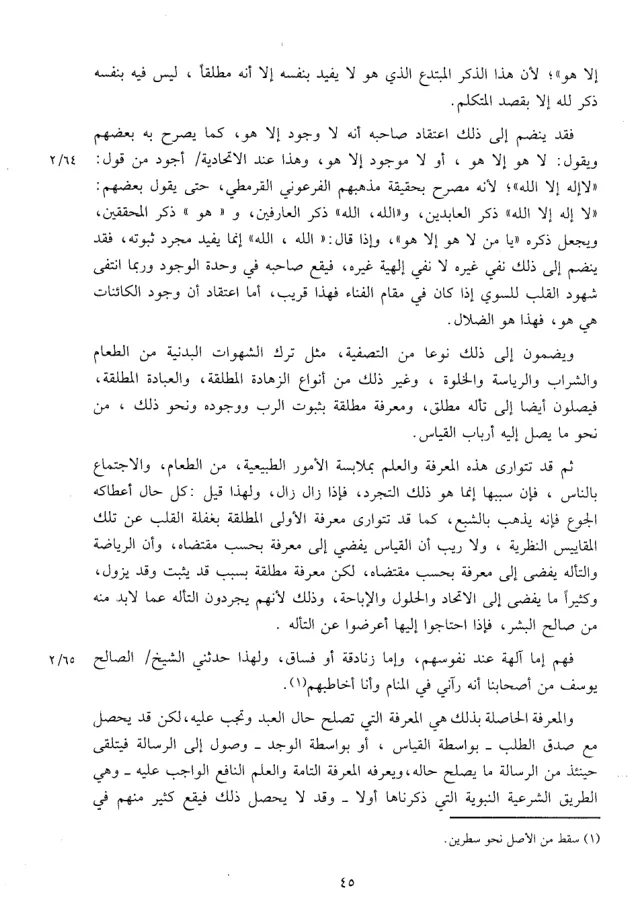 إلا هو»؛ لأن هذا الذكر المبتدع الذي هو لا يفيد بنفسه إلا أنه مطلقاً ، ليس فيه بنفسه
ذكر لله إلا بقصد المتكلم.
فقد ينضم إلى ذلك اعتقاد صاحبه أنه لا وجود إلا هو، كما يصرح به بعضهم
ويقول: لا هو إلا هو ، أو لا موجود إلا هو، وهذا عند الاتحادية/ أجود من قول: ٢/٦٤
«لاإله إلا الله»؛ لأنه مصرح بحقيقة مذهبهم الفرعوني القرمطي، حتى يقول بعضهم:
«لا إله إلا الله» ذكر العابدين، و«الله، الله» ذكر العارفين، و « هو » ذكر المحققين،
ويجعل ذكره «يا من لا هو إلا هو»، وإذا قال: « الله ، الله» إنما يفيد مجرد ثبوته، فقد
ينضم إلى ذلك نفي غيره لا نفي إلهية غيره، فيقع صاحبه في وحدة الوجود وربما انتفى
شهود القلب للسوي إذا كان في مقام الفناء فهذا قريب، أما اعتقاد أن وجود الكائنات
هي هو، فهذا هو الضلال.
ويضمون إلى ذلك نوعا من التصفية، مثل ترك الشهوات البدنية من الطعام
والشراب والرياسة والخلوة ، وغير ذلك من أنواع الزهادة المطلقة، والعبادة المطلقة،
فيصلون أيضا إلى تأله مطلق، ومعرفة مطلقة بثبوت الرب ووجوده ونحو ذلك ، من
نحو ما يصل إليه أرباب القياس.
ثم قد تتوارى هذه المعرفة والعلم بملابسة الأمور الطبيعية، من الطعام، والاجتماع
بالناس ، فإن سببها إنما هو ذلك التجرد، فإذا زال زال، ولهذا قيل :كل حال أعطاكه
الجوع فإنه يذهب بالشبع، كما قد تتوارى معرفة الأولى المطلقة بغفلة القلب عن تلك
المقاييس النظرية ، ولا ريب أن القياس يفضي إلى معرفة بحسب مقتضاه، وأن الرياضة
والتأله يفضى إلى معرفة بحسب مقتضاه، لكن معرفة مطلقة بسبب قد يثبت وقد يزول،
وكثيراً ما يفضى إلى الاتحاد والحلول والإباحة، وذلك لأنهم يجردون التأله عما لابد منه
من صالح البشر، فإذا احتاجوا إليها أعرضوا عن التأله .
فهم إما آلهة عند نفوسهم، وإما زنادقة أو فساق، ولهذا حدثني الشيخ/ الصالح ٢/٦٥
يوسف من أصحابنا أنه رآني في المنام وأنا أخاطبهم(١).
والمعرفة الحاصلة بذلك هي المعرفة التي تصلح حال العبد وتجب عليه،لكن قد يحصل
مع صدق الطلب ـ بواسطة القياس ، أو بواسطة الوجد ـ وصول إلى الرسالة فيتلقى
حينئذ من الرسالة ما يصلح حاله،ويعرفه المعرفة التامة والعلم النافع الواجب عليه ـ وهي
الطريق الشرعية النبوية التي ذكرناها أولا ـ وقد لا يحصل ذلك فيقع كثير منهم في
(١) سقط من الأصل نحو سطرين.
٤٥